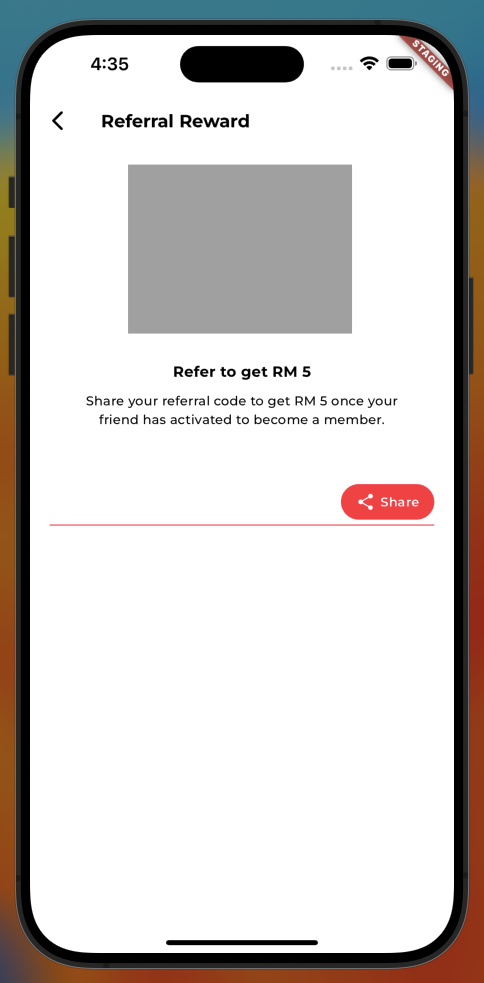 4:35
STAGING
Referral Reward
Refer to get RM 5
Share your referral code to get RM 5 once your
friend has activated to become a member.
Share